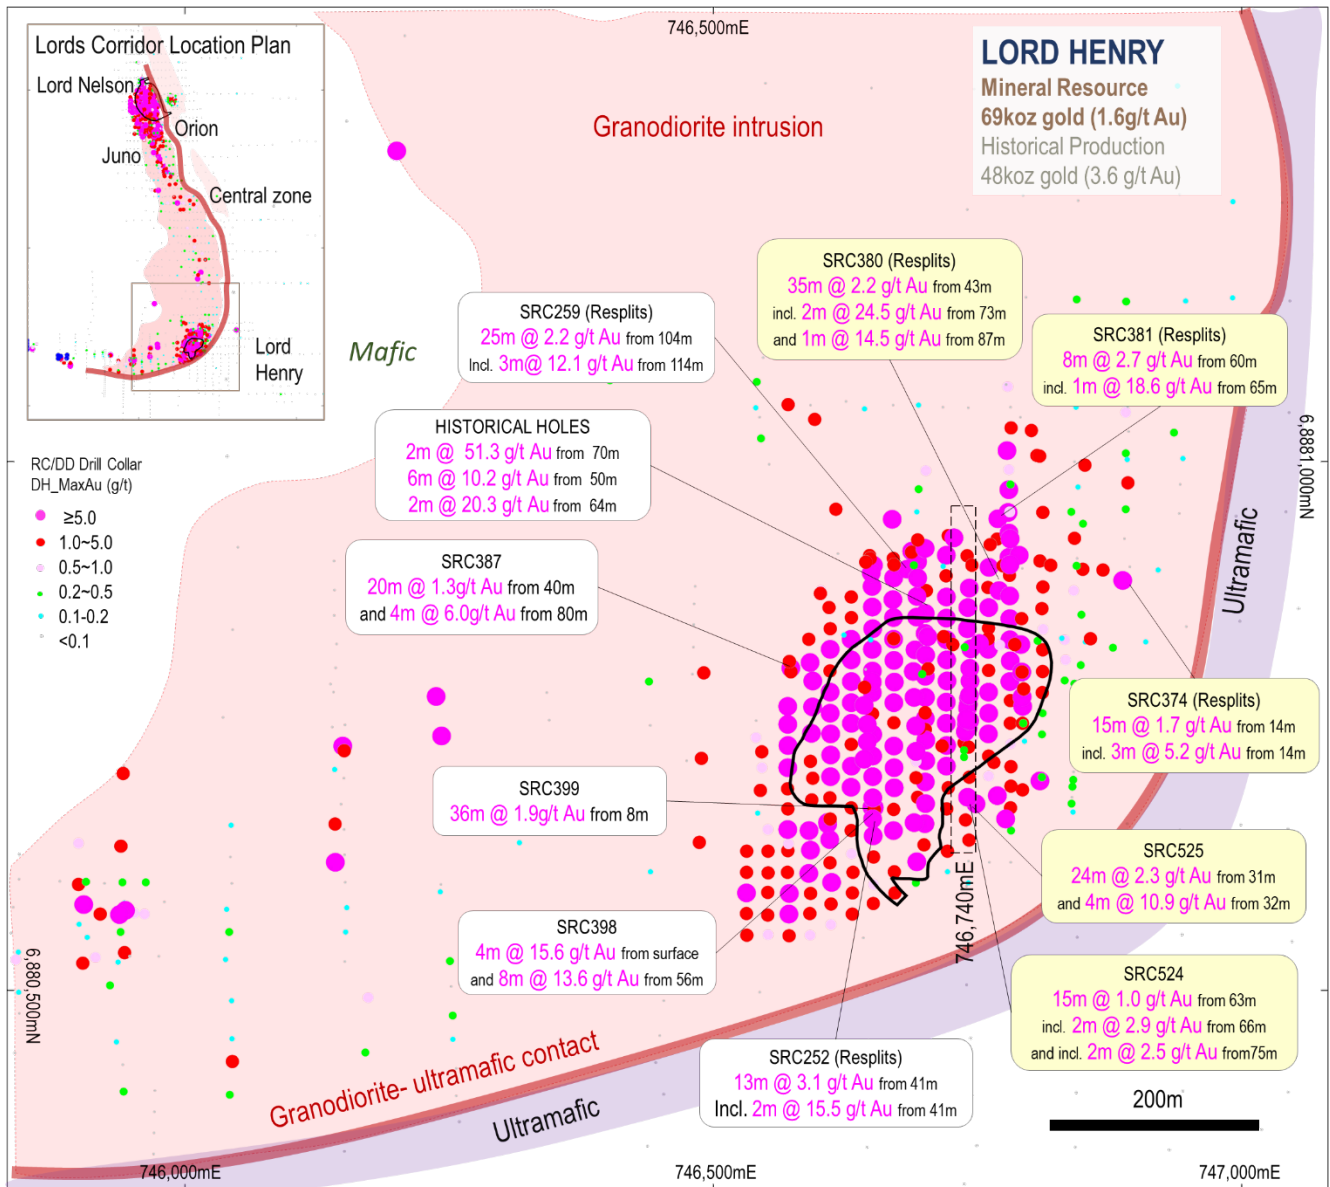 746,500mE
Lords Corridor Location Plan
Lord Nelson
Orion
Juno
Central zone
Lord
Henry
LORD HENRY
Mineral Resource
69koz gold (1.6g/t Au)
Historical Production
48koz gold (3.6 g/t Au)
Granodiorite intrusion
Mafic
SRC380 (Resplits)
35m @ 2.2 g/t Au from 43m
incl. 2m @ 24.5 g/t Au from 73m
and 1m @ 14.5 g/t Au from 87m
SRC259 (Resplits)
25m @ 2.2 g/t Au from 104m
Incl. 3m@ 12.1 g/t Au from 114m
SRC381 (Resplits)
8m @ 2.7 g/t Au from 60m
incl. 1m @ 18.6 g/t Au from 65m
6,8881,000mN
HISTORICAL HOLES
2m @ 51.3 g/t Au from 70m
6m @ 10.2 g/t Au from 50m
2m @ 20.3 g/t Au from 64m
RC/DD Drill Collar
DH_MaxAu (g/t)
≥5.0
1.0~5.0
0.5~1.0
0.2~0.5
0.1-0.2
<0.1
SRC387
20m @ 1.3g/t Au from 40m
and 4m @ 6.0g/t Au from 80m
Ultramafic
SRC374 (Resplits)
15m @ 1.7 g/t Au from 14m
incl. 3m @ 5.2 g/t Au from 14m
SRC399
36m @ 1.9g/t Au from 8m
SRC525
24m @ 2.3 g/t Au from 31m
and 4m @ 10.9 g/t Au from 32m
746,740mE
SRC398
4m @ 15.6 g/t Au from surface
and 8m @ 13.6 g/t Au from 56m
6,880,500mN
SRC524
15m @ 1.0 g/t Au from 63m
incl. 2m @ 2.9 g/t Au from 66m
and incl. 2m @ 2.5 g/t Au from75m
SRC252 (Resplits)
13m @ 3.1 g/t Au from 41m
Incl. 2m @ 15.5 g/t Au from 41m
Granodiorite- ultramafic contact
Ultramafic
200m
746,000mE
746,500mE
747,000mE